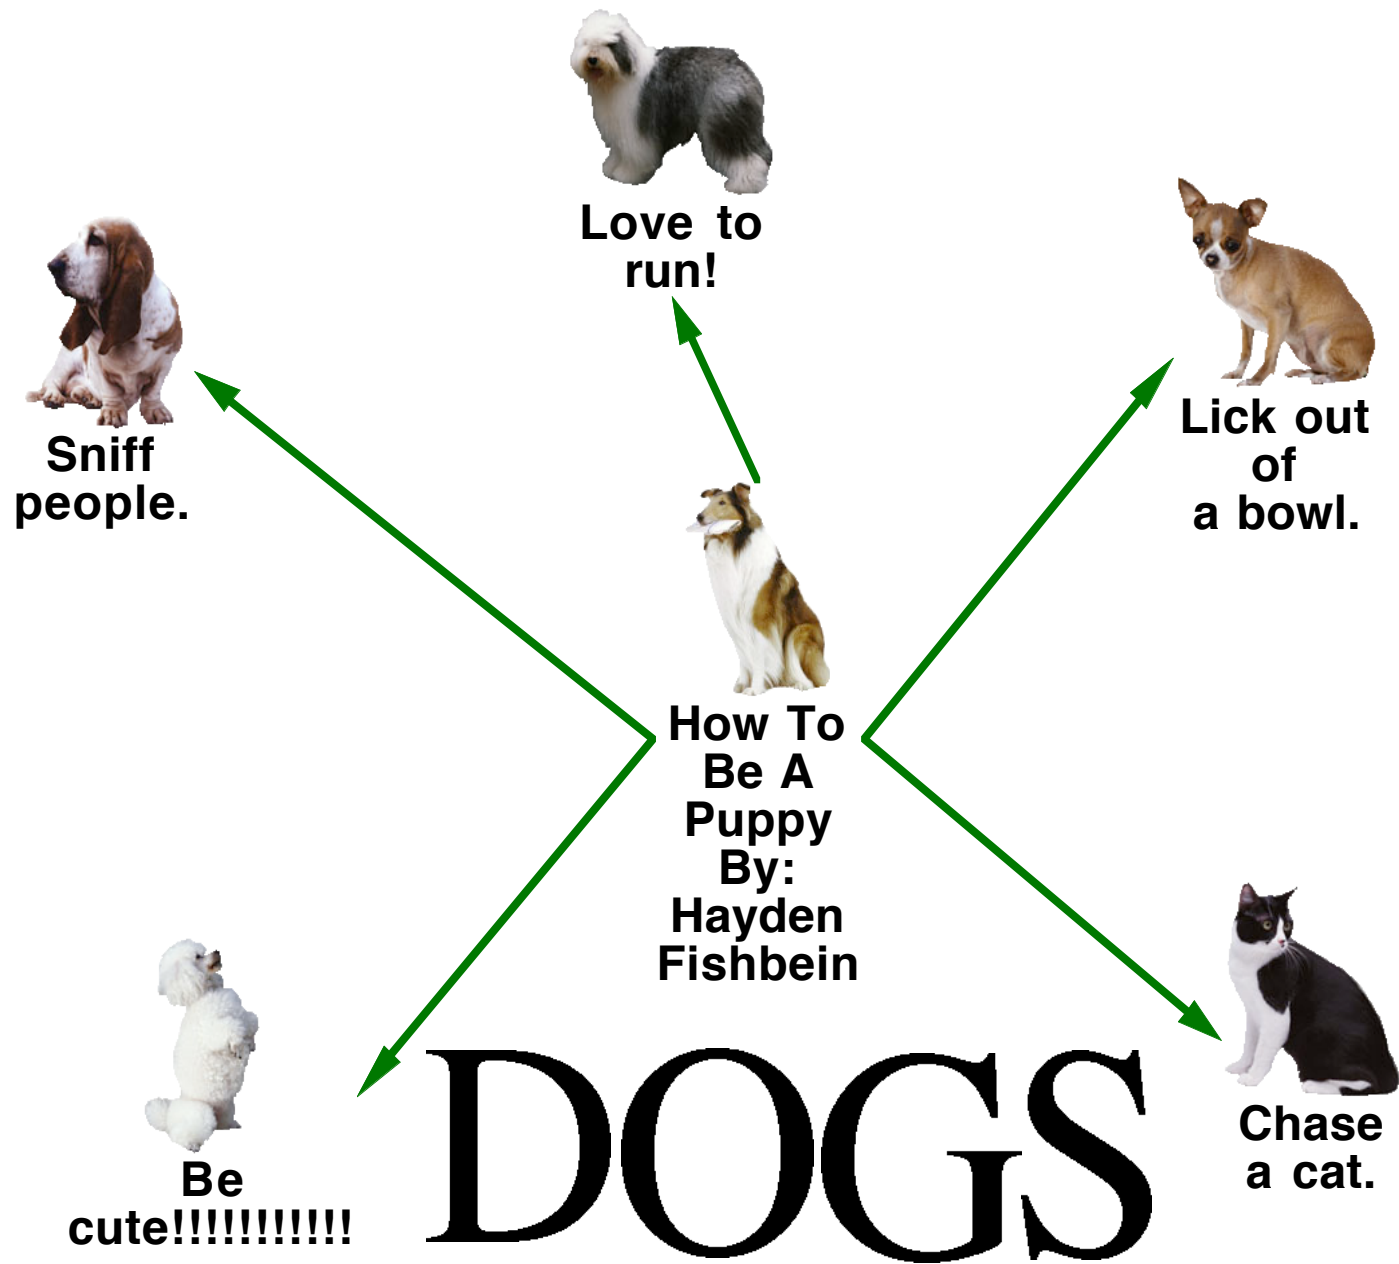 Love to
run!
Sniff
people.
Lick out
of
a bowl.
How To
Be A
Puppy
By:
Hayden
Fishbein
Be
cute!!!!!!!!!!!
Chase
a cat.
DOGS